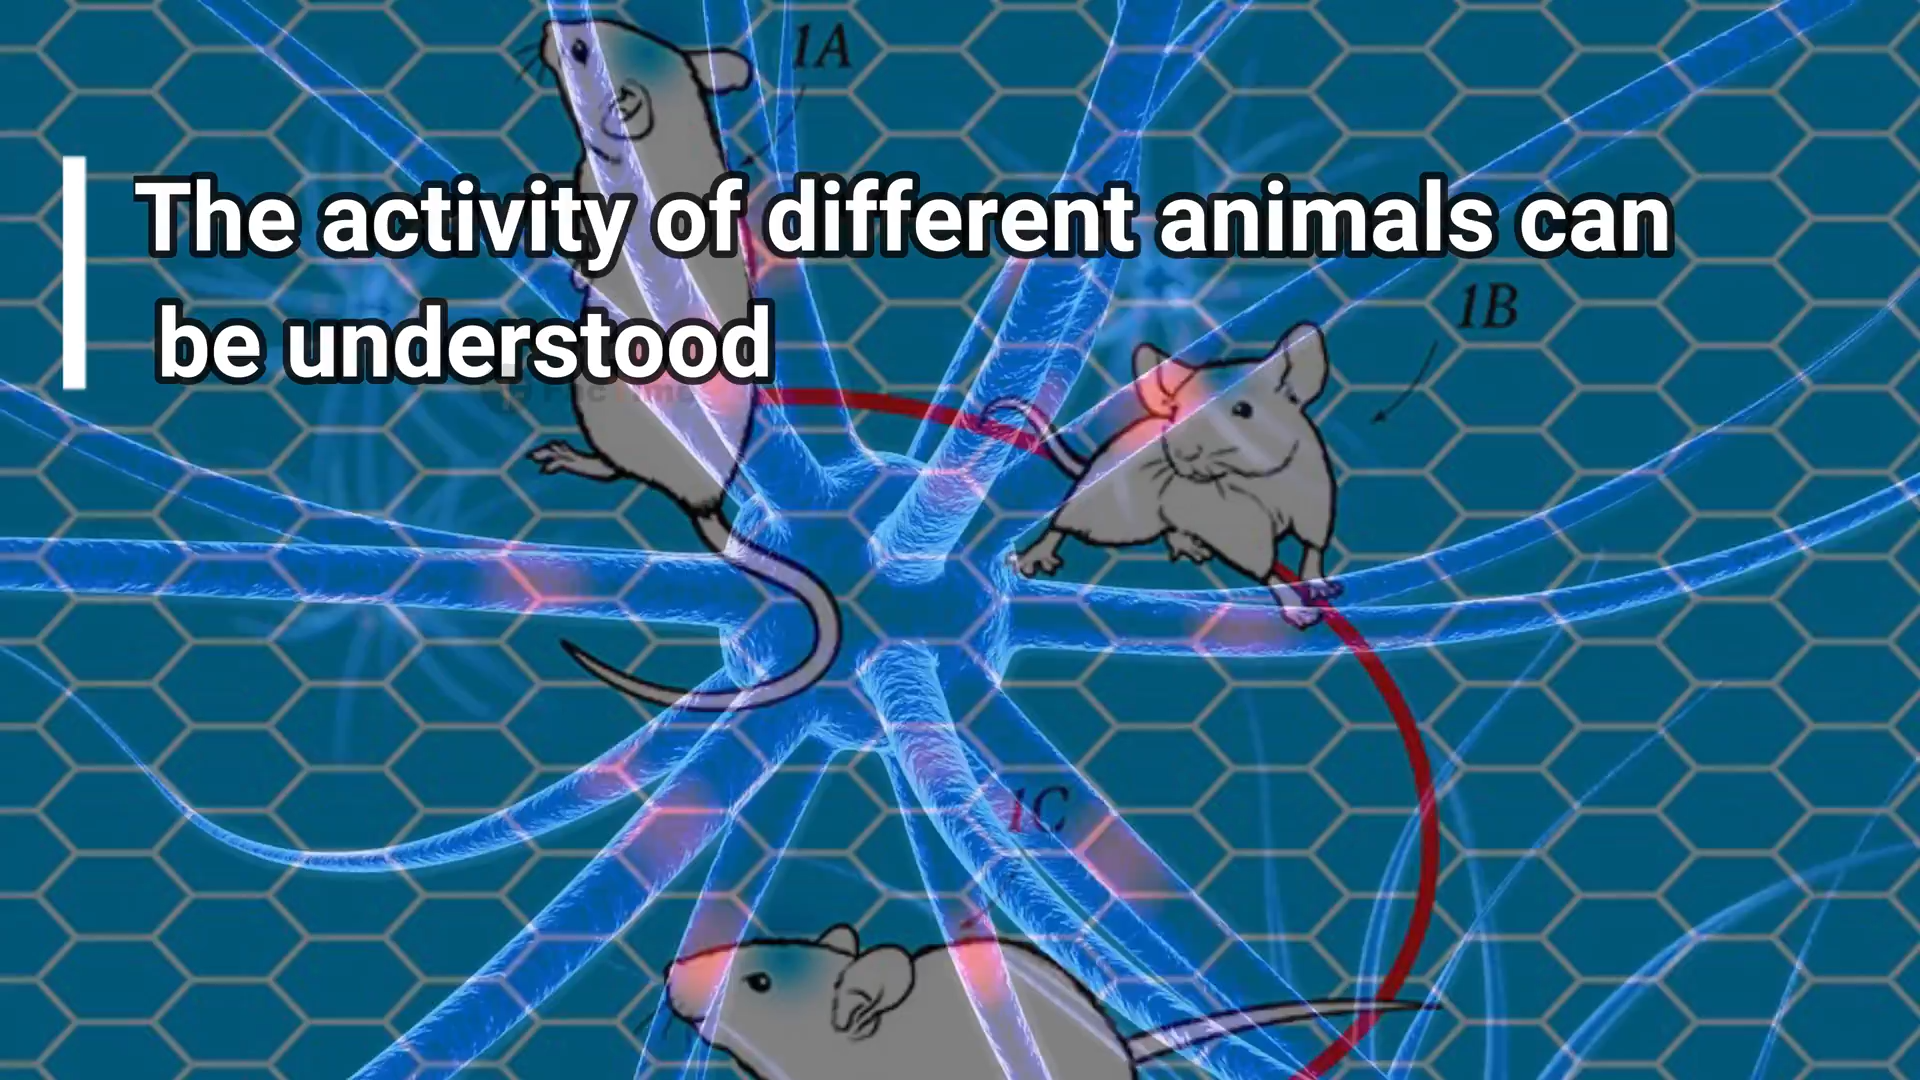 1A
The activity of different animals can
be understood
1B
1C